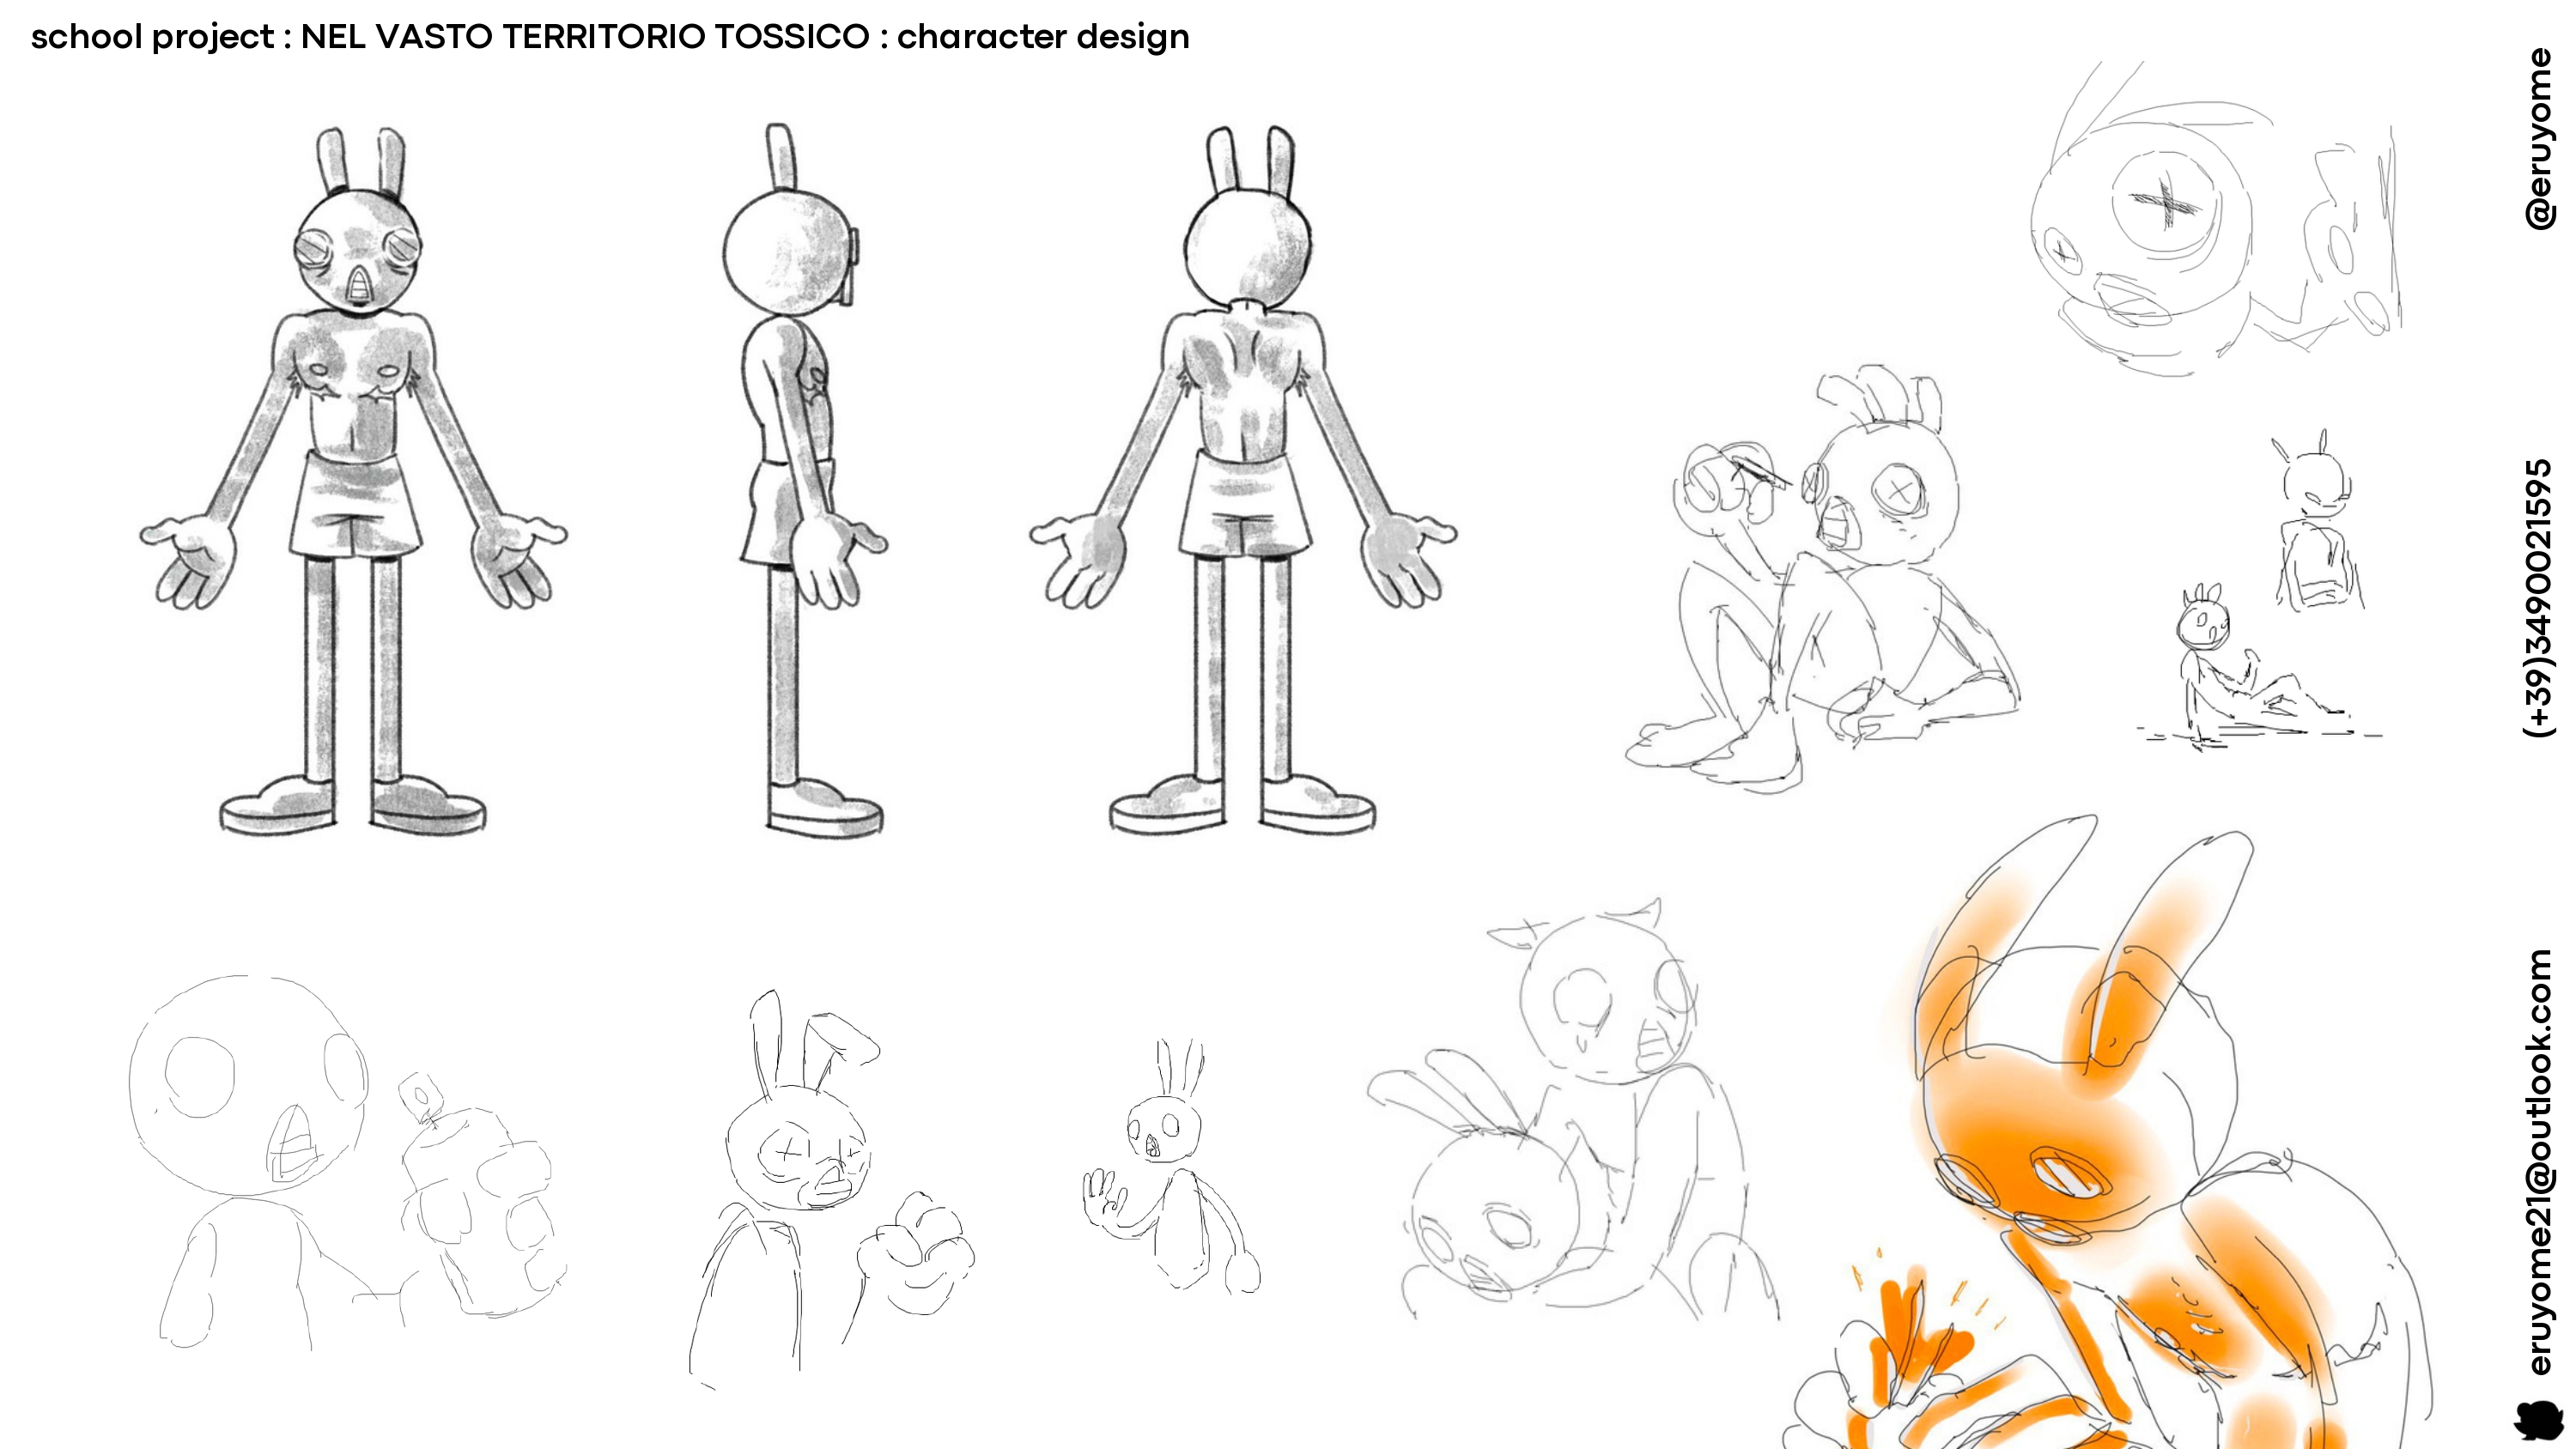 school project : NEL VASTO TERRITORIO TOSSICO : character design
@eruyome
(+39)3490021595
eruyome21@outlook.com